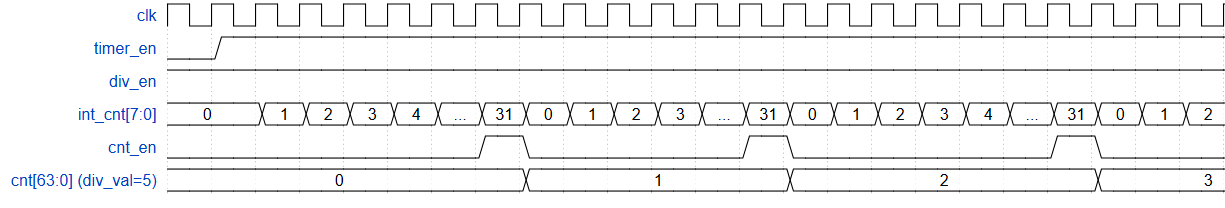 clk
timer_en
div_en
int_cnt[7:0] 0 1 2 3 4 ... 31 0 1 2 3 ... 31 0 1 2 3 4 ... 31 0 1 2
cnt_en
cnt[63:0] (div_val=5) 0 1 2 3